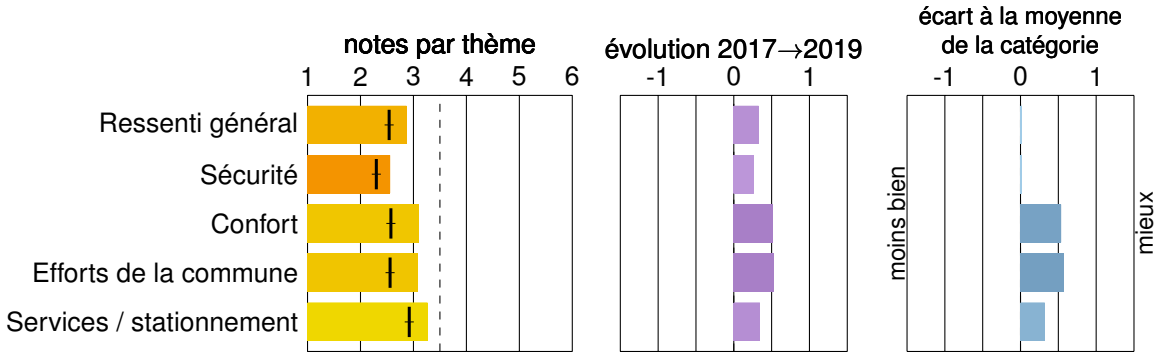 notes par thème
1 2 3 4 5 6
évolution 2017→2019
-1 0 1
écart à la moyenne
de la catégorie
-1 0 1
Ressenti général
Sécurité
Confort
Efforts de la commune
Services / stationnement
moins bien
mieux